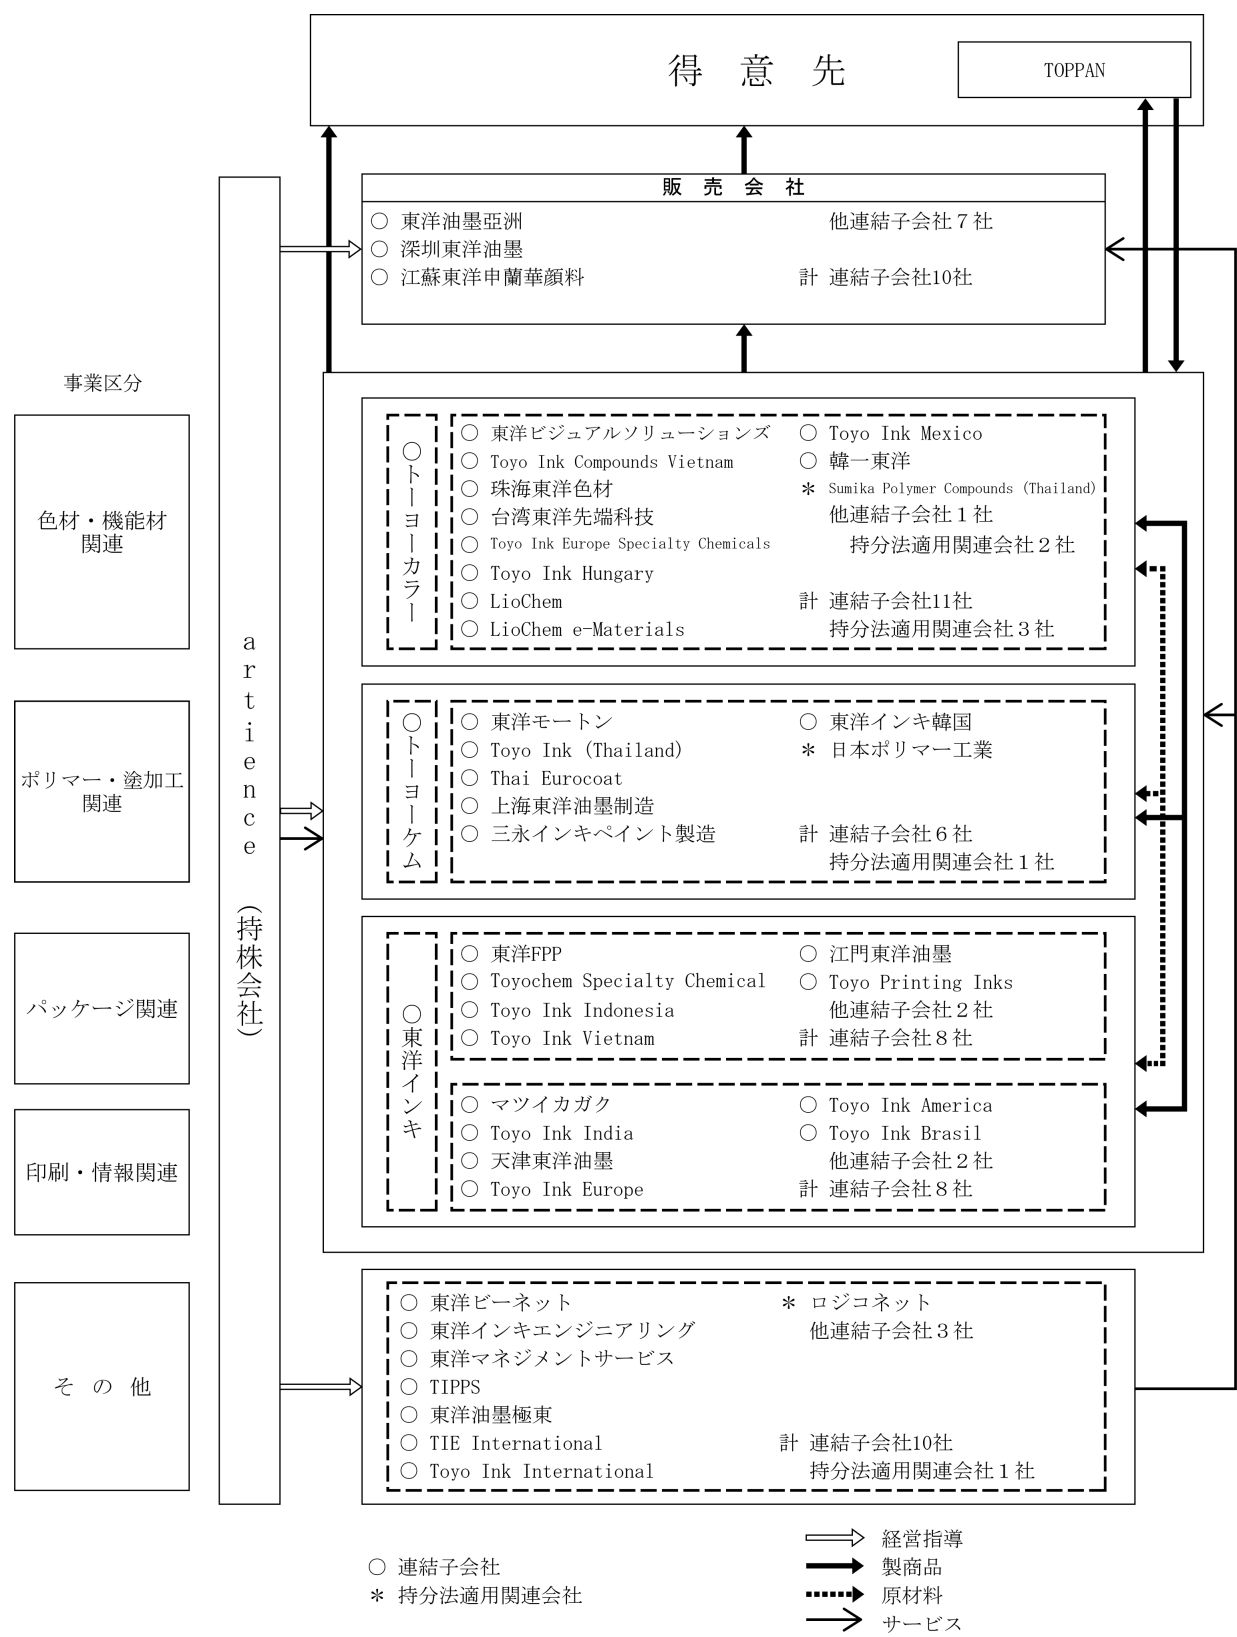 得意先
TOPPAN
販売会社
○ 東洋油墨亞洲
○ 深圳東洋油墨
○ 江蘇東洋申蘭華顔料
他連結子会社７社
計 連結子会社10社
事業区分
色材・機能材
関連
ポリマー・塗加工
関連
パッケージ関連
印刷・情報関連
その他
artience（持株会社）
○トーヨーカラー
○ 東洋ビジュアルソリューションズ
○ Toyo Ink Compounds Vietnam
○ 珠海東洋色材
○ 台湾東洋先端科技
○ Toyo Ink Europe Specialty Chemicals
○ Toyo Ink Hungary
○ LioChem
○ LioChem e-Materials
○ Toyo Ink Mexico
○ 韓一東洋
＊ Sumika Polymer Compounds (Thailand)
他連結子会社１社
持分法適用関連会社２社
計 連結子会社11社
持分法適用関連会社３社
○トーヨーケム
○ 東洋モートン
○ Toyo Ink (Thailand)
○ Thai Eurocoat
○ 上海東洋油墨制造
○ 三永インキペイント製造
○ 東洋インキ韓国
＊ 日本ポリマー工業
計 連結子会社６社
持分法適用関連会社１社
○東洋インキ
○ 東洋FPP
○ Toyochem Specialty Chemical
○ Toyo Ink Indonesia
○ Toyo Ink Vietnam
○ 江門東洋油墨
○ Toyo Printing Inks
他連結子会社２社
計 連結子会社８社
○ マツイカガク
○ Toyo Ink India
○ 天津東洋油墨
○ Toyo Ink Europe
○ Toyo Ink America
○ Toyo Ink Brasil
他連結子会社２社
計 連結子会社８社
○ 東洋ビーネット
○ 東洋インキエンジニアリング
○ 東洋マネジメントサービス
○ TIPPS
○ 東洋油墨極東
○ TIE International
○ Toyo Ink International
＊ ロジコネット
他連結子会社３社
計 連結子会社10社
持分法適用関連会社１社
○ 連結子会社
＊ 持分法適用関連会社
経営指導
製商品
原材料
サービス